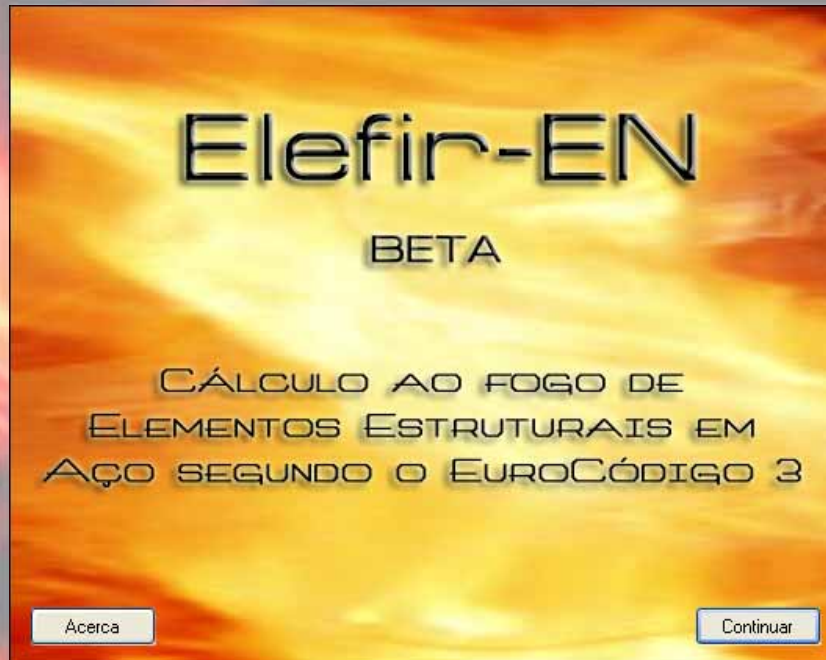 Elefir-EN
BETA
CÁLCULO AO FOGO DE
ELEMENTOS ESTRUTURAIS EM
AÇO SEGUNDO O EUROCÓDIGO 3
Acerca
Continuar